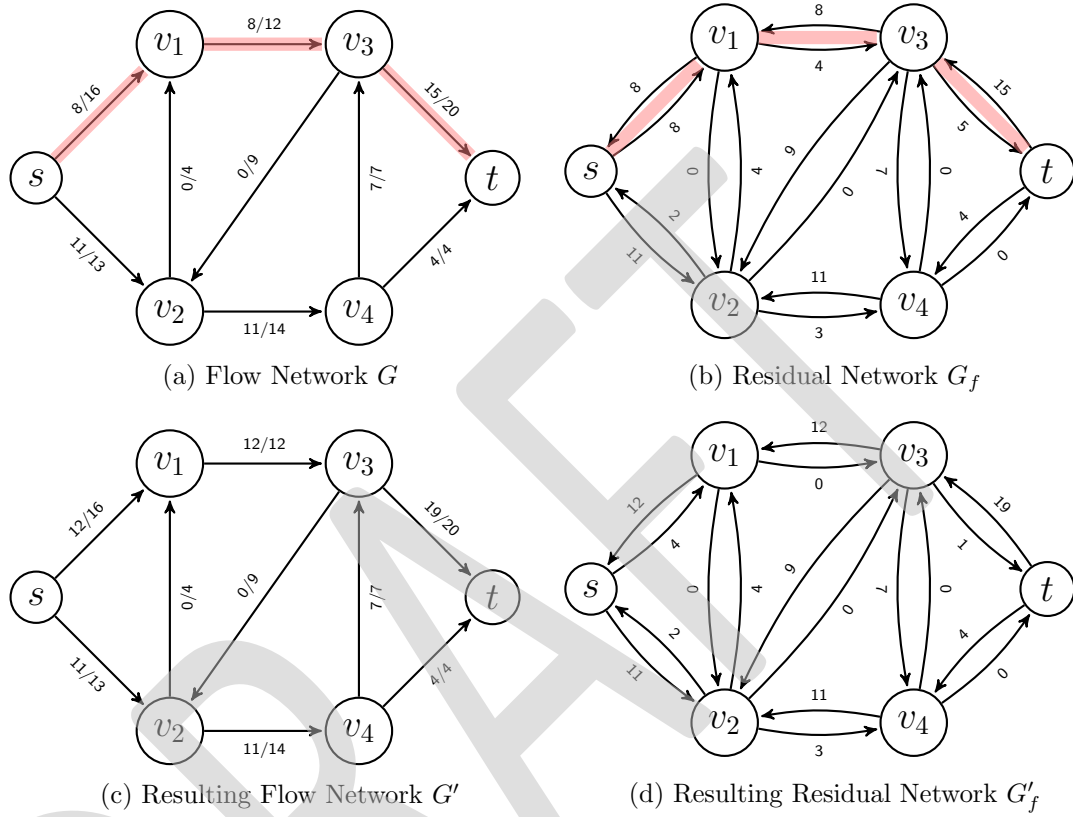 8/12
v1
v3
8/16
15/20
0/4
0/9
7/7
s
t
11/13
4/4
v2
v4
11/14
(a) Flow Network G
8
v1
v3
4
8
8
15
5
0
4
9
0
7
0
s
t
2
11
4
0
11
v2
v4
3
(b) Residual Network Gf
12/12
v1
v3
12/16
19/20
0/4
0/9
7/7
s
t
11/13
4/4
v2
v4
11/14
(c) Resulting Flow Network G′
12
v1
v3
0
12
4
19
1
0
4
9
0
7
0
s
t
2
11
4
0
11
v2
v4
3
(d) Resulting Residual Network G′f
DRAFT